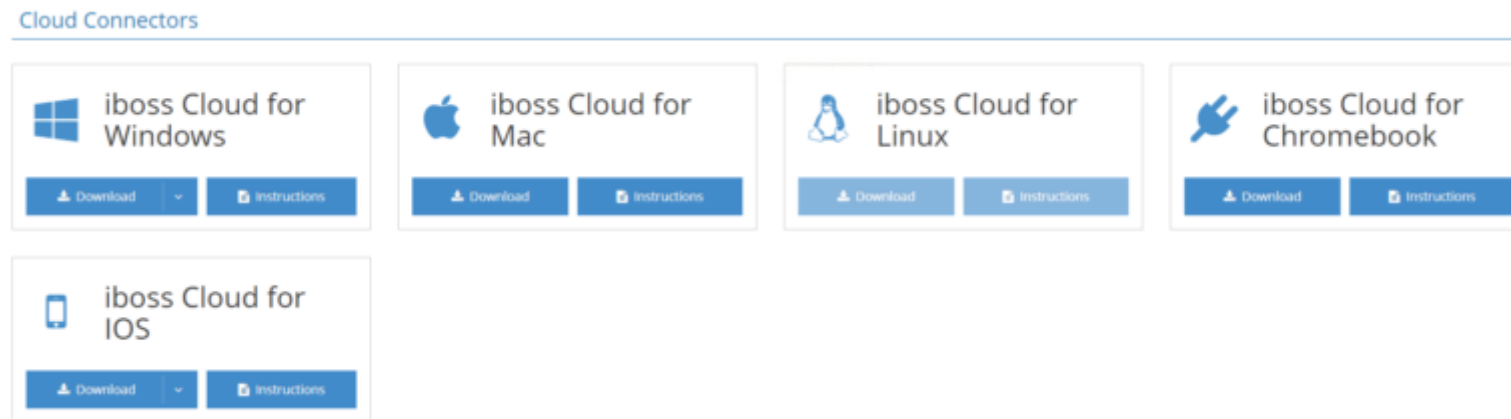 Cloud Connectors
iboss Cloud for
Windows
Download
Instructions
iboss Cloud for
Mac
Download
Instructions
iboss Cloud for
Linux
Download
Instructions
iboss Cloud for
Chromebook
Download
Instructions
iboss Cloud for
IOS
Download
Instructions